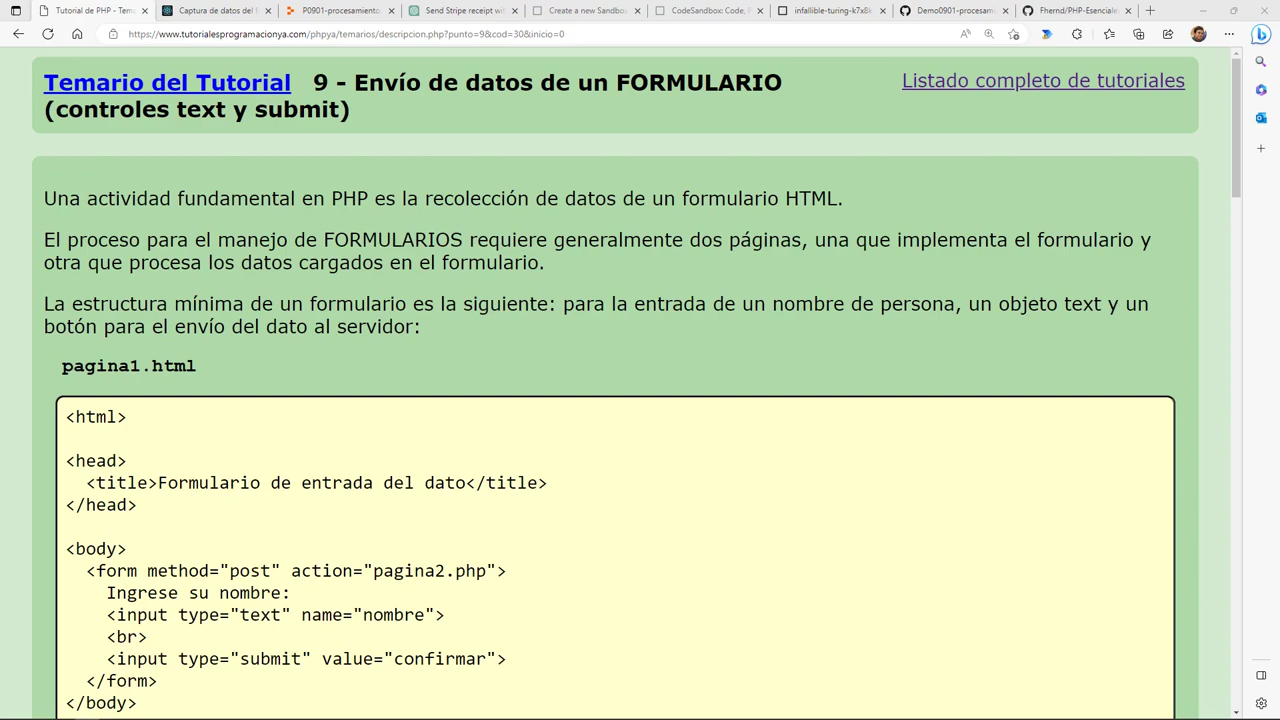 Tutorial de PHP - Tema
Captura de datos del f
P0901-procesamiento
Send Stripe receipt wit
Create a new Sandbox
CodeSandbox: Code, P
infallible-turing-k7x8k
Demo0901-procesam
Fhernd/PHP-Esenciale
https://www.tutorialesprogramacionya.com/phpya/temarios/descripcion.php?punto=9&cod=30&inicio=0
Temario del Tutorial 9 - Envío de datos de un FORMULARIO
(controles text y submit)
Listado completo de tutoriales
Una actividad fundamental en PHP es la recolección de datos de un formulario HTML.
El proceso para el manejo de FORMULARIOS requiere generalmente dos páginas, una que implementa el formulario y
otra que procesa los datos cargados en el formulario.
La estructura mínima de un formulario es la siguiente: para la entrada de un nombre de persona, un objeto text y un
botón para el envío del dato al servidor:
pagina1.html
<html>
<head>
<title>Formulario de entrada del dato</title>
</head>
<body>
<form method="post" action="pagina2.php">
Ingrese su nombre:
<input type="text" name="nombre">
<br>
<input type="submit" value="confirmar">
</form>
</body>